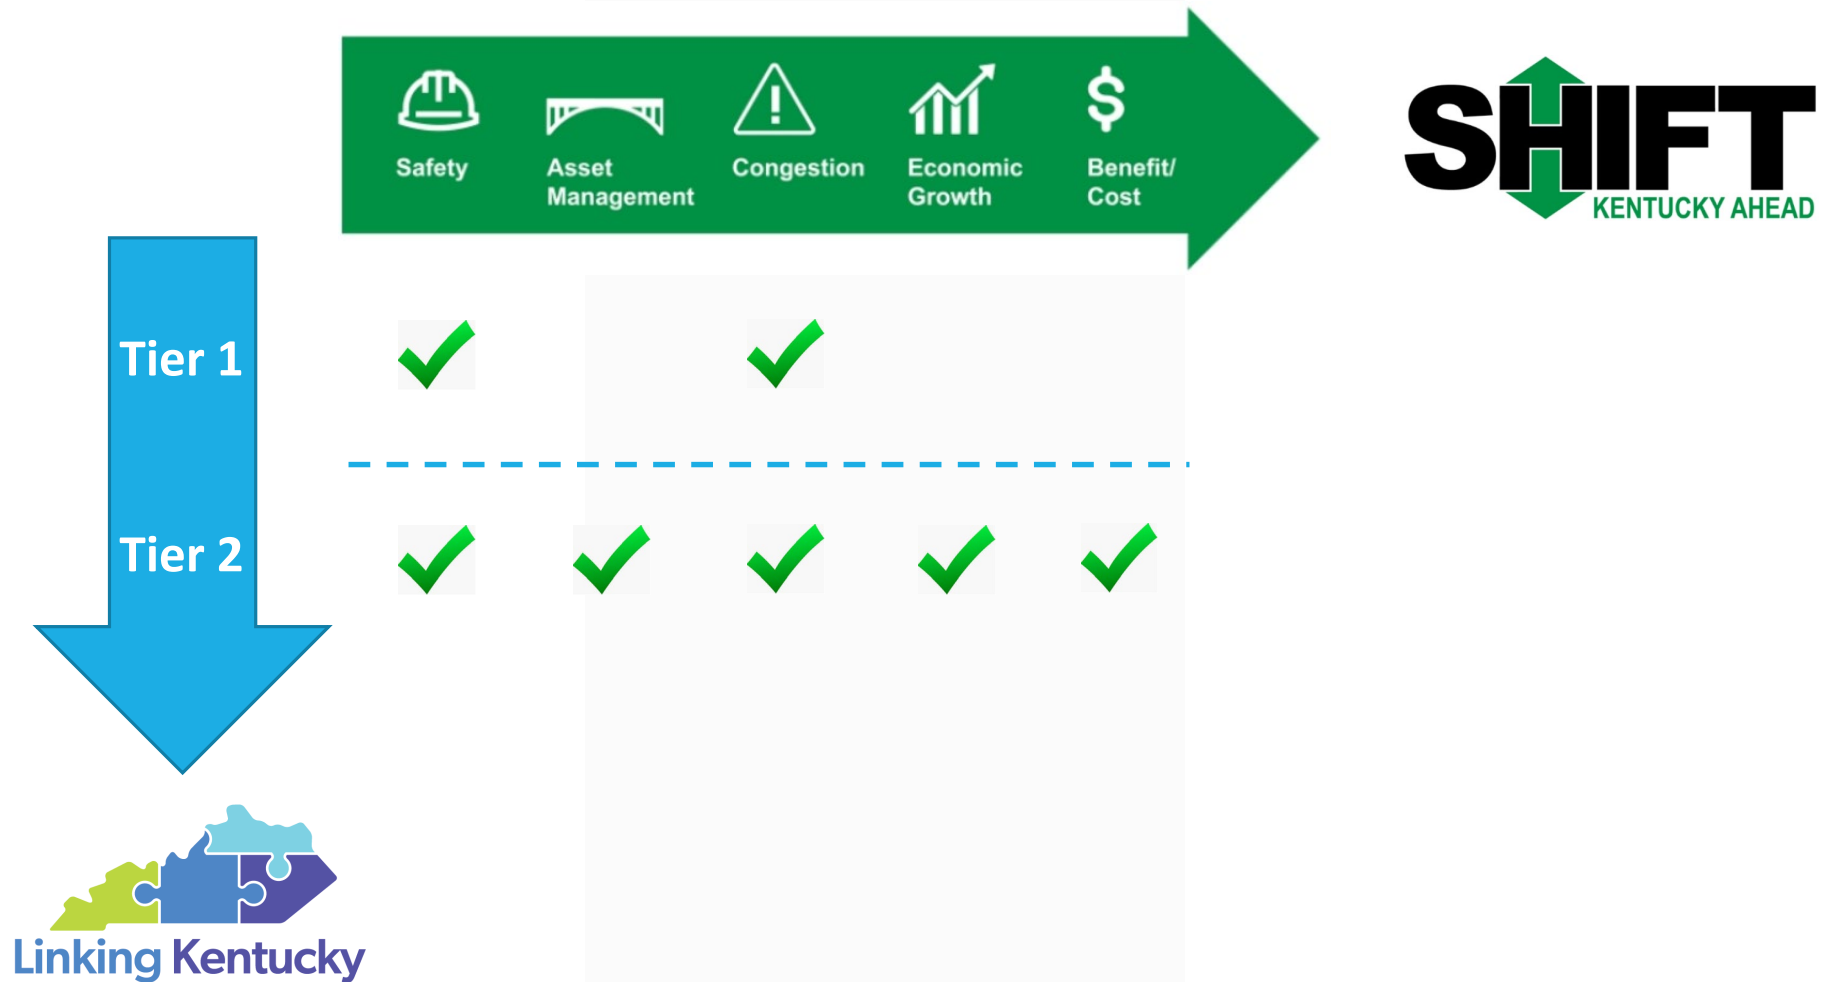 Safety
Asset
Management
Congestion
Economic
Growth
Benefit/
Cost
SHIFT
KENTUCKY AHEAD
Tier 1
Tier 2
Linking Kentucky